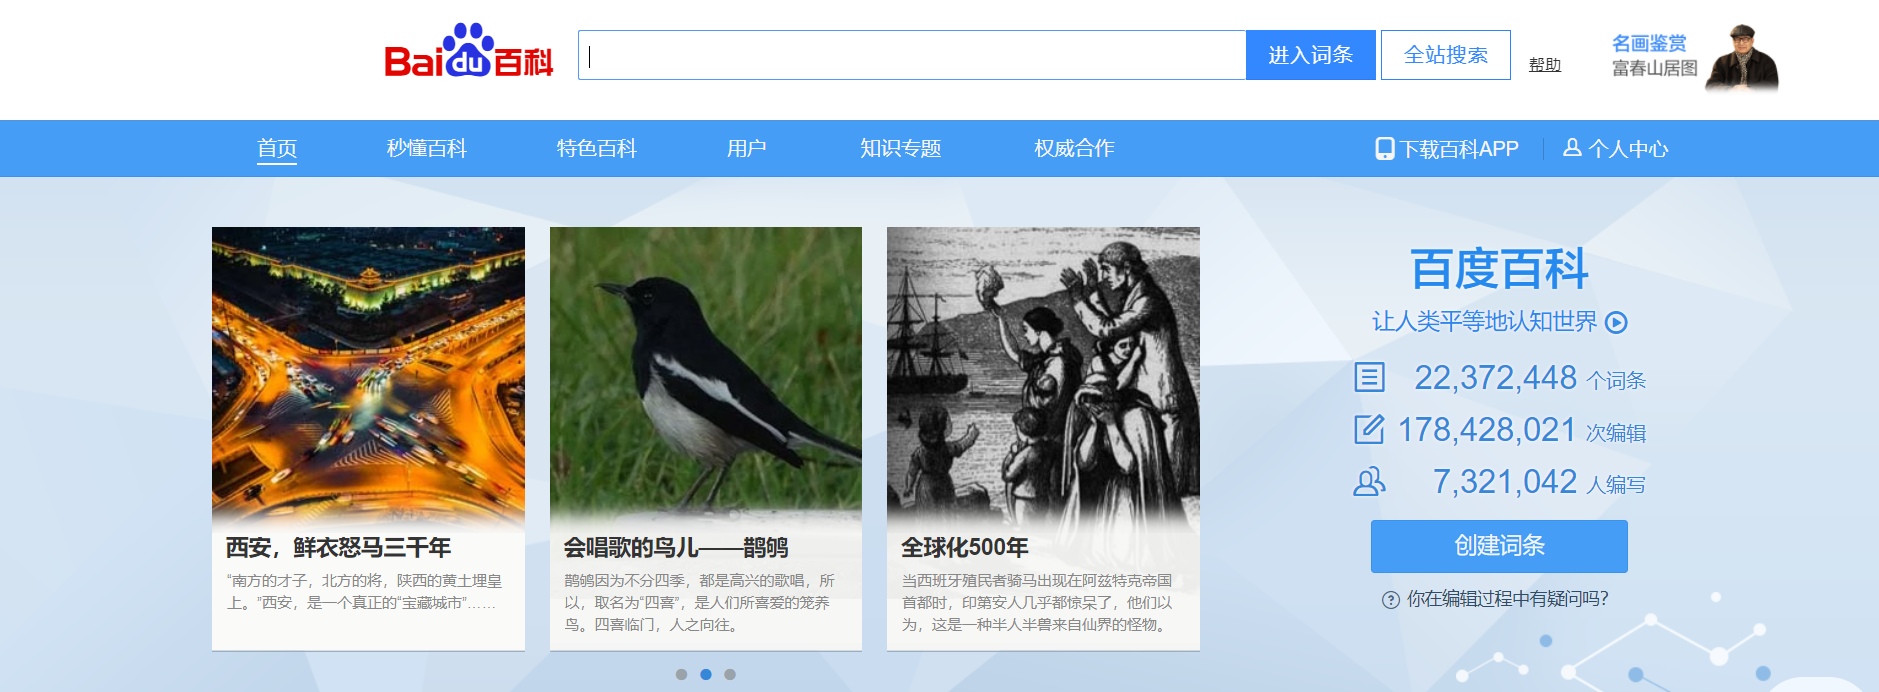 Baidu百科
进入词条
全站搜索
帮助
名画鉴赏
富春山居图
首页
秒懂百科
特色百科
用户
知识专题
权威合作
下载百科APP
个人中心
西安，鲜衣怒马三千年
“南方的才子，北方的将，陕西的黄土埋皇
上。”西安，是一个真正的“宝藏城市”……
会唱歌的鸟儿——鹊鸲
鹊鸲因为不分四季，都是高兴的歌唱，所
以，取名为“四喜”，是人们所喜爱的笼养
鸟。四喜临门，人之向往。
全球化500年
当西班牙殖民者骑马出现在阿兹特克帝国
首都时，印第安人几乎都惊呆了，他们以
为，这是一种半人半兽来自仙界的怪物。
百度百科
让人类平等地认知世界
22,372,448 个词条
178,428,021 次编辑
7,321,042 人编写
创建词条
你在编辑过程中有疑问吗？